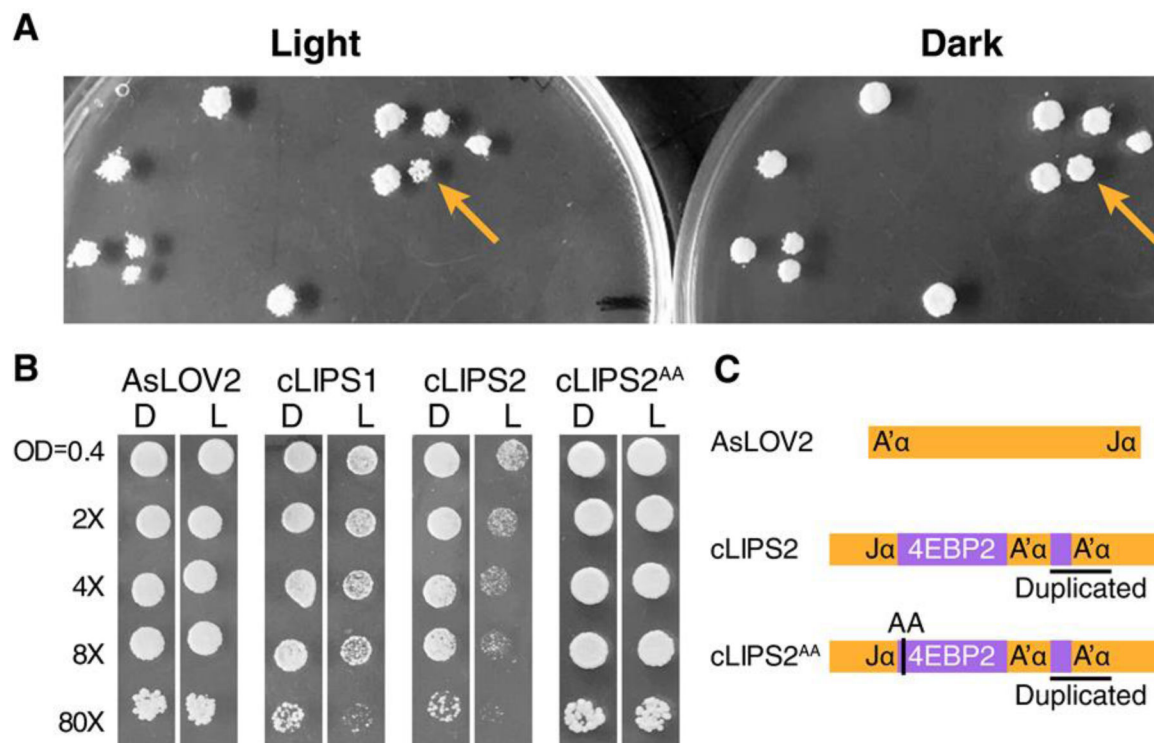 A
Light Dark
B
AsLOV2 cLIPS1 cLIPS2 cLIPS2ᴬᴬ
D L D L D L D L
OD=0.4
2X
4X
8X
80X
C
AsLOV2 A'α Jα
cLIPS2 Jα 4EBP2 A'α A'α
Duplicated
AA
cLIPS2ᴬᴬ Jα 4EBP2 A'α A'α
Duplicated